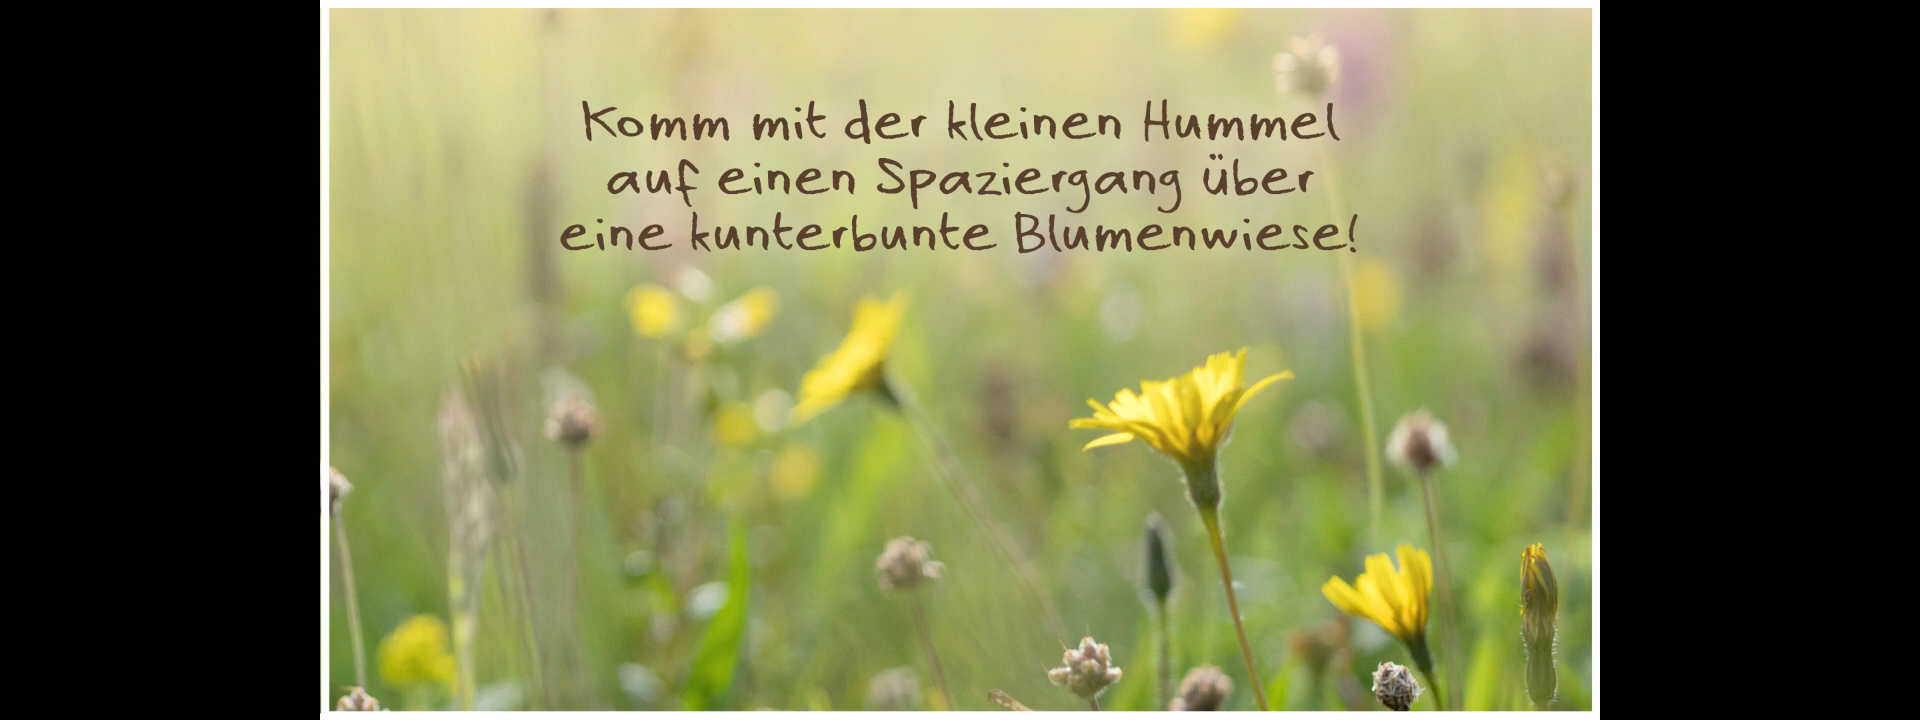 Komm mit der kleinen Hummel
auf einen Spaziergang über
eine kunterbunte Blumenwiese!